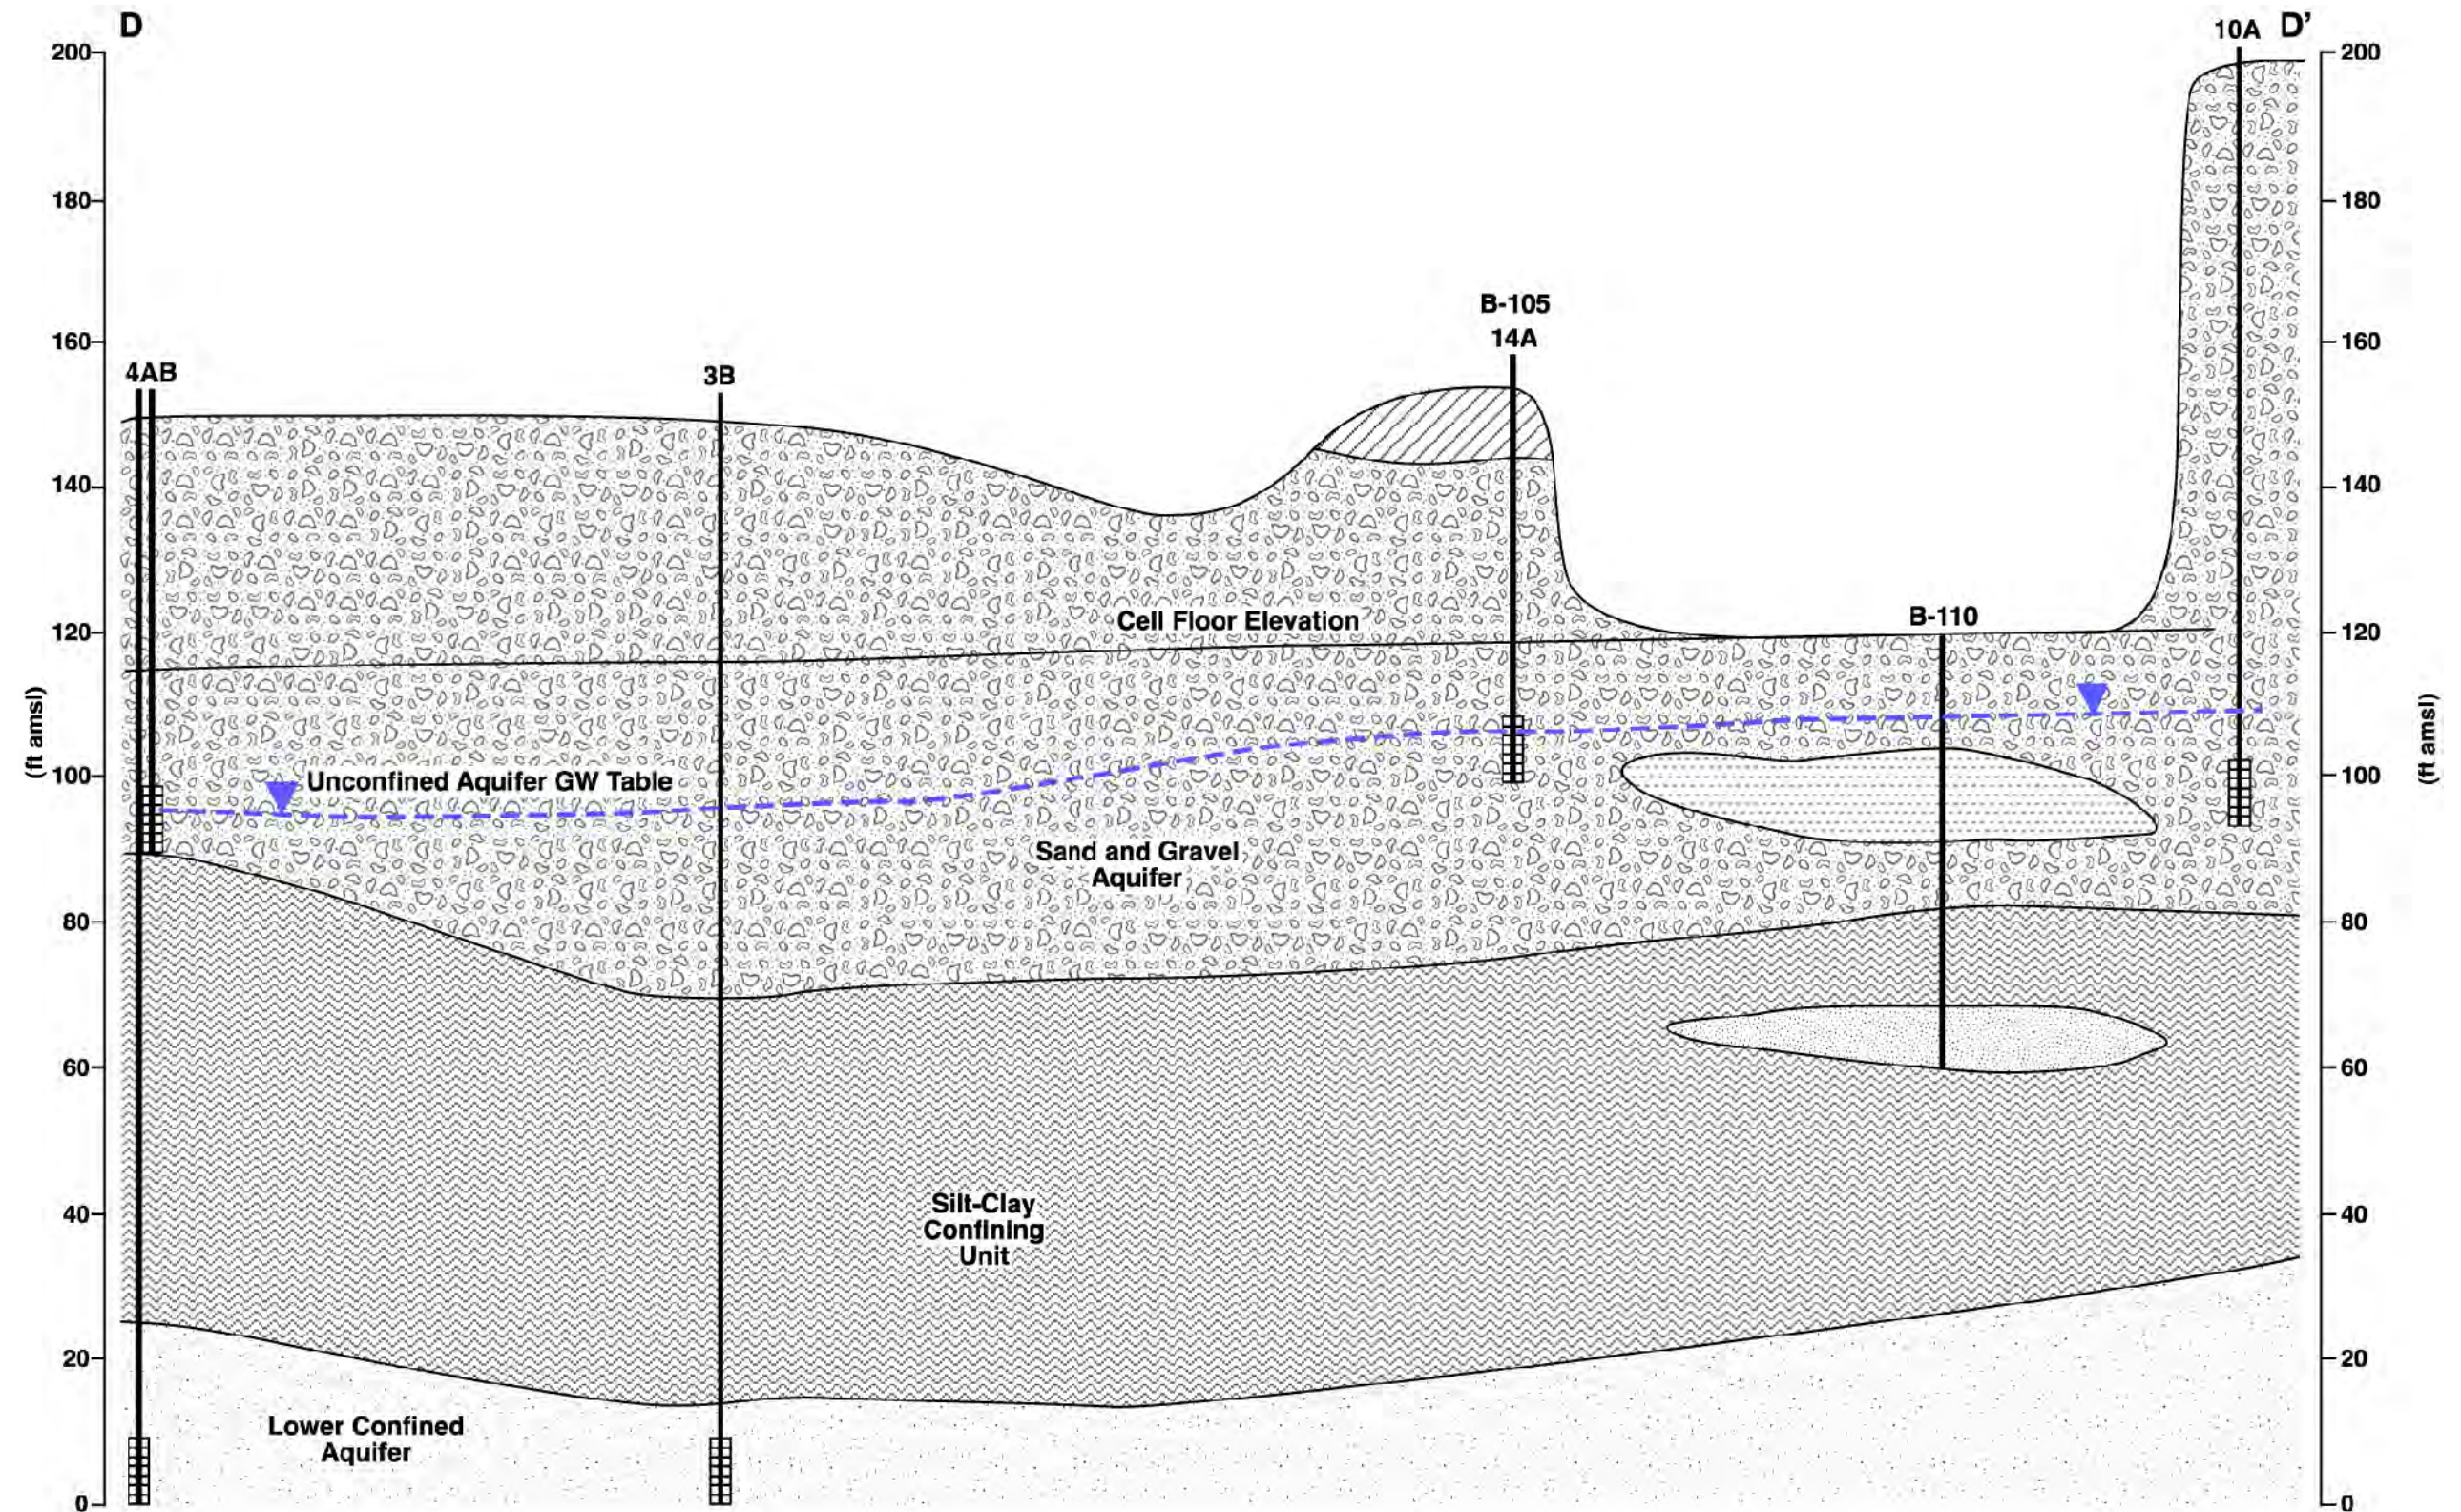 D
10A D'
200
200
180
180
B-105
160
14A
160
4AB
3B
140
140
Cell Floor Elevation
B-110
120
120
(ft amsl)
(ft amsl)
Unconfined Aquifer GW Table
100
100
Sand and Gravel
Aquifer
80
80
60
60
Silt-Clay
Confining
Unit
40
40
20
20
Lower Confined
Aquifer
0
0